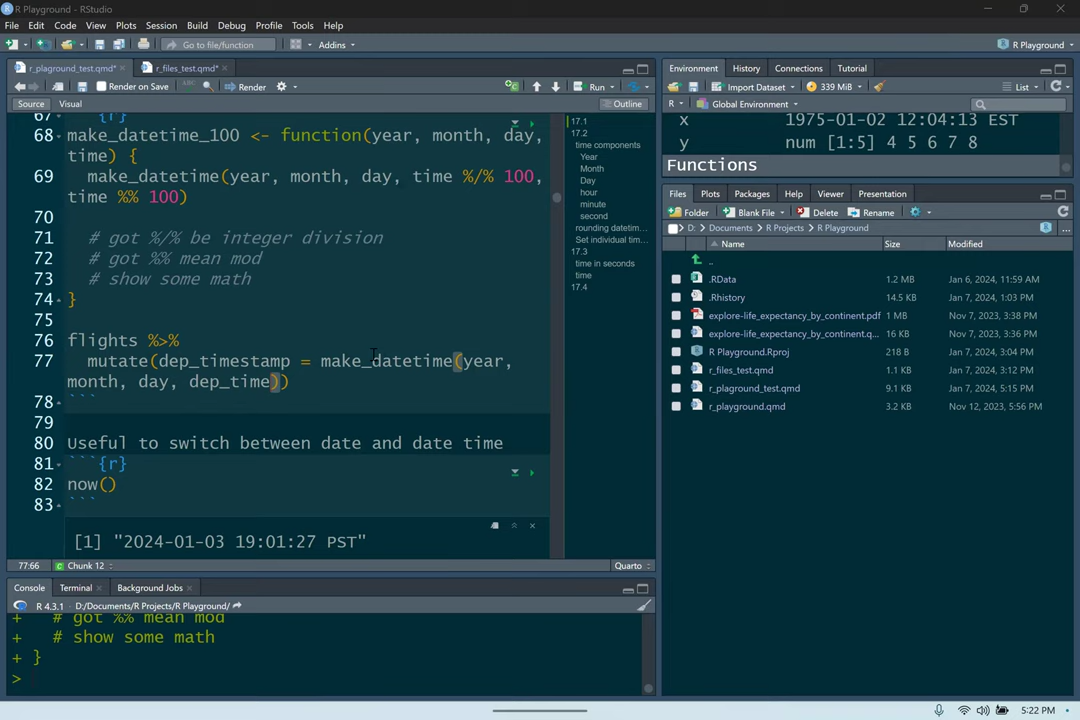 R Playground - RStudio
File Edit Code View Plots Session Build Debug Profile Tools Help
Go to file/function Addins R Playground
r_plaground_test.qmd* r_files_test.qmd*
Render on Save ABC Render Run
Source Visual Outline
67 {r}
68 make_datetime_100 <- function(year, month, day,
time) {
69 make_datetime(year, month, day, time %/% 100,
time %% 100)
70
71 # got %/% be integer division
72 # got %% mean mod
73 # show some math
74 }
75
76 flights %>%
77 mutate(dep_timestamp = make_datetime(year,
month, day, dep_time))
78 ```
79
80 Useful to switch between date and date time
81 ```{r}
82 now()
83 ```
[1] "2024-01-03 19:01:27 PST"
17.1
17.2
time components
Year
Month
Day
hour
minute
second
rounding datetim...
Set individual tim...
17.3
time in seconds
time
17.4
77:66 Chunk 12 Quarto
Console Terminal Background Jobs
R 4.3.1 · D:/Documents/R Projects/R Playground/
+ # got %% mean mod
+ # show some math
+ }
>
Environment History Connections Tutorial
Import Dataset 339 MiB List
R Global Environment
x 1975-01-02 12:04:13 EST
y num [1:5] 4 5 6 7 8
Functions
Files Plots Packages Help Viewer Presentation
Folder Blank File Delete Rename
D: Documents R Projects R Playground ...
Name Size Modified
..
.RData 1.2 MB Jan 6, 2024, 11:59 AM
.Rhistory 14.5 KB Jan 7, 2024, 1:03 PM
explore-life_expectancy_by_continent.pdf 1 MB Nov 7, 2023, 3:38 PM
explore-life_expectancy_by_continent.q... 16 KB Nov 7, 2023, 3:34 PM
R Playground.Rproj 218 B Jan 7, 2024, 3:04 PM
r_files_test.qmd 1.1 KB Jan 7, 2024, 3:12 PM
r_plaground_test.qmd 3.7 KB Jan 7, 2024, 5:15 PM
r_playground.qmd 3.2 KB Nov 12, 2023, 5:56 PM
5:22 PM